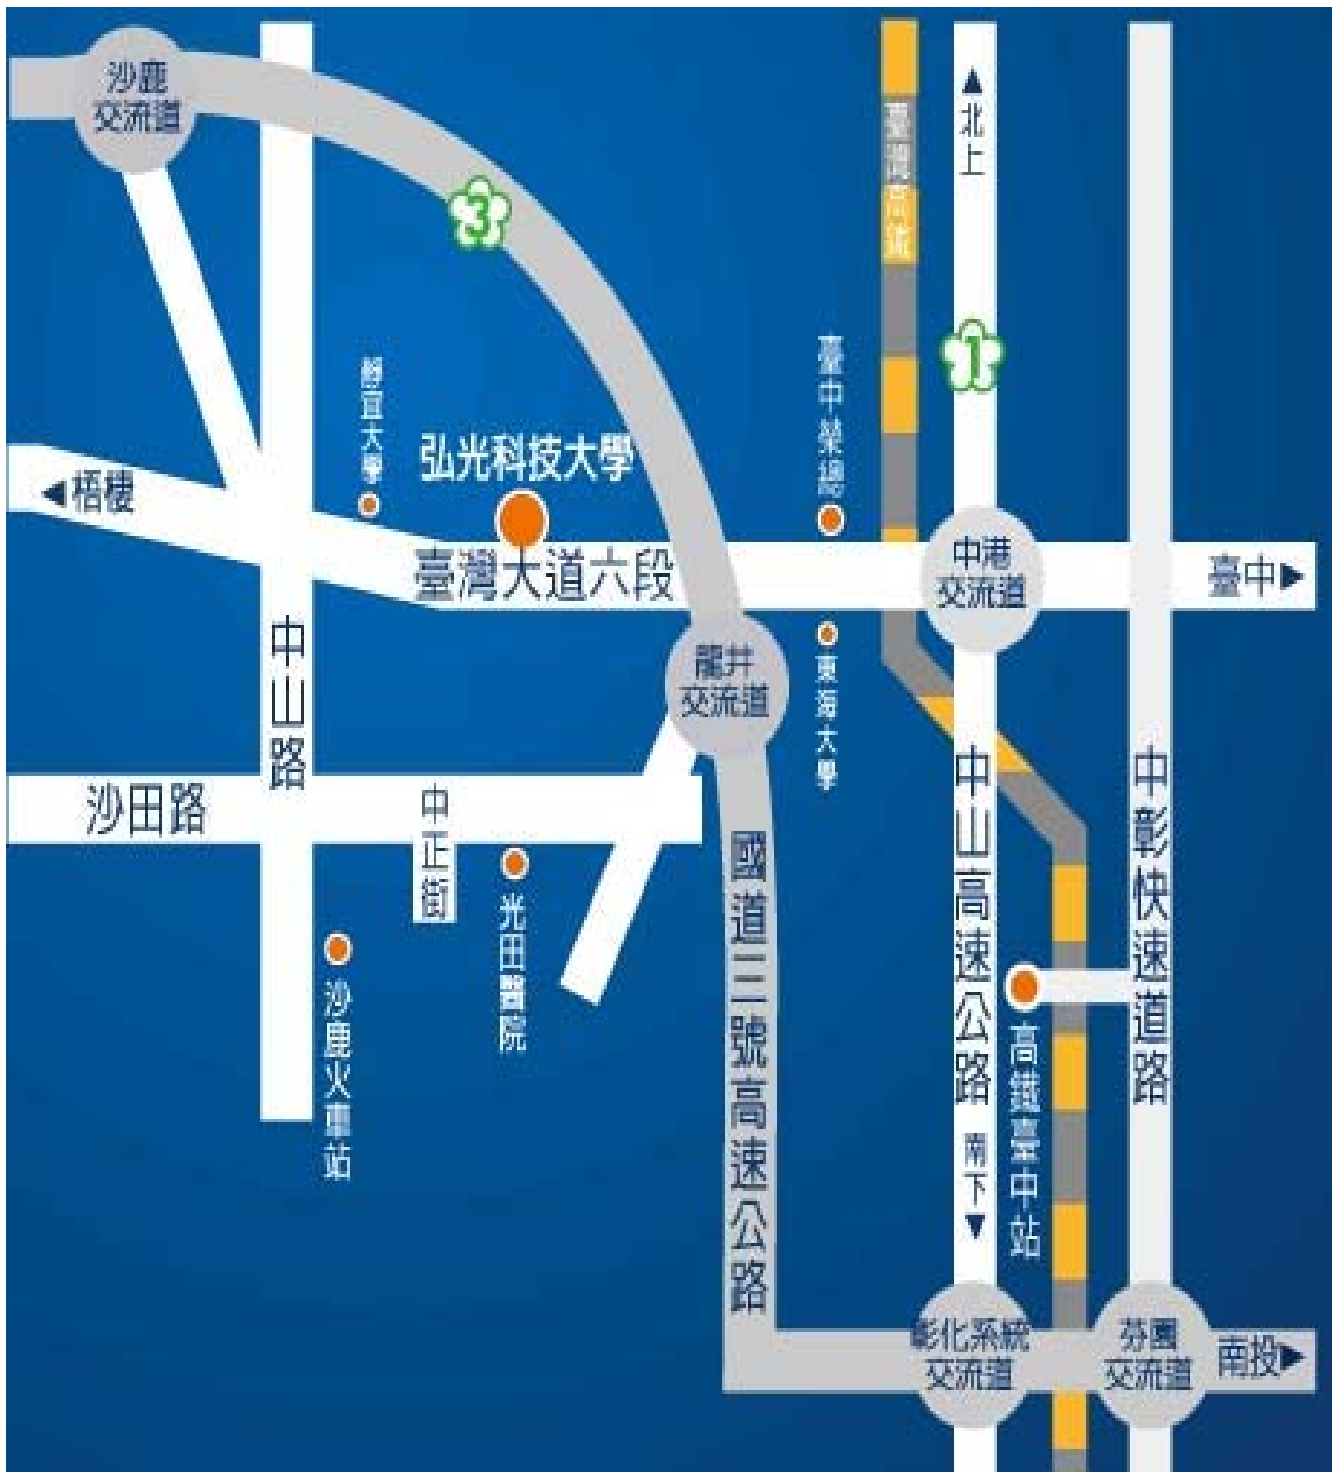 沙鹿
交流道
北上
臺灣高鐵
3
1
臺中榮總
靜宜大學
弘光科技大學
梧棲
臺灣大道六段
中港
交流道
臺中
中山路
龍井
交流道
東海大學
沙田路
中正街
光田醫院
沙鹿火車站
國道三號高速公路
中山高速公路
中彰快速道路
高鐵臺中站
南下
彰化系統
交流道
芬園
交流道
南投